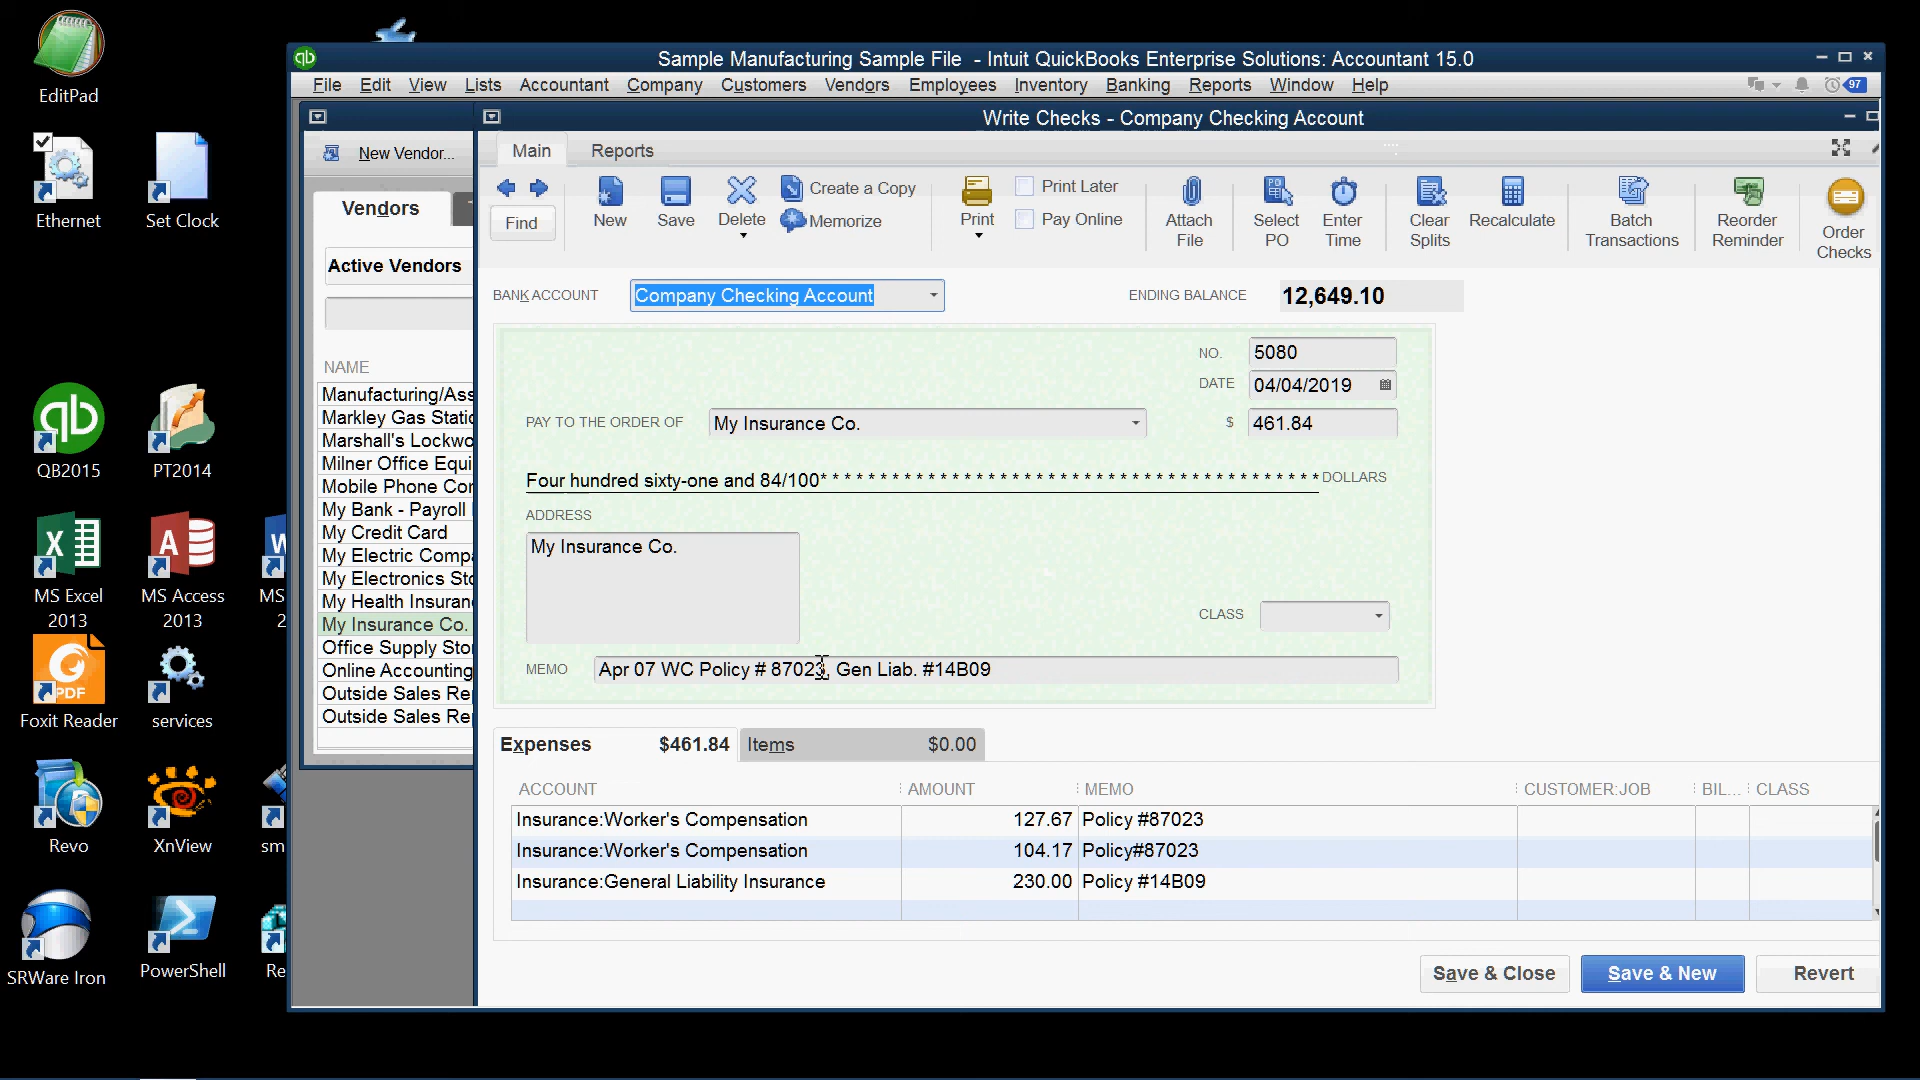 EditPad
Ethernet
Set Clock
QB2015
PT2014
MS Excel
2013
MS Access
2013
MS
2
Foxit Reader
PDF
services
Revo
XnView
sm
SRWare Iron
PowerShell
Re
qb
Sample Manufacturing Sample File - Intuit QuickBooks Enterprise Solutions: Accountant 15.0
File Edit View Lists Accountant Company Customers Vendors Employees Inventory Banking Reports Window Help
97
Write Checks - Company Checking Account
New Vendor...
Vendors
Active Vendors
NAME
Manufacturing/Ass
Markley Gas Static
Marshall's Lockwo
Milner Office Equi
Mobile Phone Cor
My Bank - Payroll
My Credit Card
My Electric Compa
My Electronics Sto
My Health Insuran
My Insurance Co.
Office Supply Stor
Online Accounting
Outside Sales Re
Outside Sales Re
Main Reports
Find
New
Save
Delete
Create a Copy
Memorize
Print
Print Later
Pay Online
Attach
File
Select
PO
Enter
Time
Clear
Splits
Recalculate
Batch
Transactions
Reorder
Reminder
Order
Checks
BANK ACCOUNT Company Checking Account ENDING BALANCE 12,649.10
NO. 5080
DATE 04/04/2019
PAY TO THE ORDER OF My Insurance Co. $ 461.84
Four hundred sixty-one and 84/100* * * * * * * * * * * * * * * * * * * * * * * * * * * * * * * * * * * * * * * * * * DOLLARS
ADDRESS
My Insurance Co.
CLASS
MEMO Apr 07 WC Policy # 87023, Gen Liab. #14B09
Expenses $461.84 Items $0.00
ACCOUNT AMOUNT MEMO CUSTOMER:JOB BIL... CLASS
Insurance:Worker's Compensation 127.67 Policy #87023
Insurance:Worker's Compensation 104.17 Policy#87023
Insurance:General Liability Insurance 230.00 Policy #14B09
Save & Close Save & New Revert